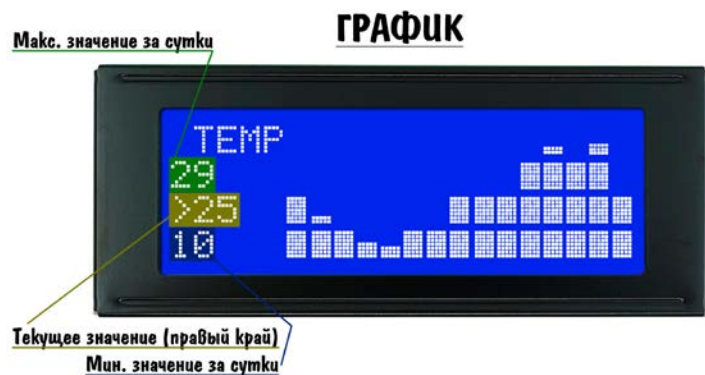 ГРАФИК
Макс. значение за сутки
TEMP
29
>25
10
Текущее значение (правый край)
Мин. значение за сутки